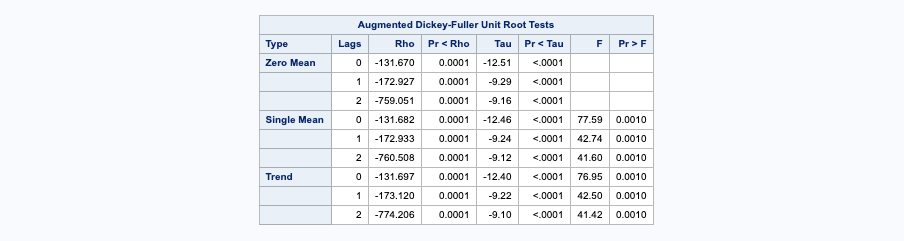 Augmented Dickey-Fuller Unit Root Tests
Type Lags Rho Pr < Rho Tau Pr < Tau F Pr > F
Zero Mean 0 -131.670 0.0001 -12.51 <.0001
1 -172.927 0.0001 -9.29 <.0001
2 -759.051 0.0001 -9.16 <.0001
Single Mean 0 -131.682 0.0001 -12.46 <.0001 77.59 0.0010
1 -172.933 0.0001 -9.24 <.0001 42.74 0.0010
2 -760.508 0.0001 -9.12 <.0001 41.60 0.0010
Trend 0 -131.697 0.0001 -12.40 <.0001 76.95 0.0010
1 -173.120 0.0001 -9.22 <.0001 42.50 0.0010
2 -774.206 0.0001 -9.10 <.0001 41.42 0.0010